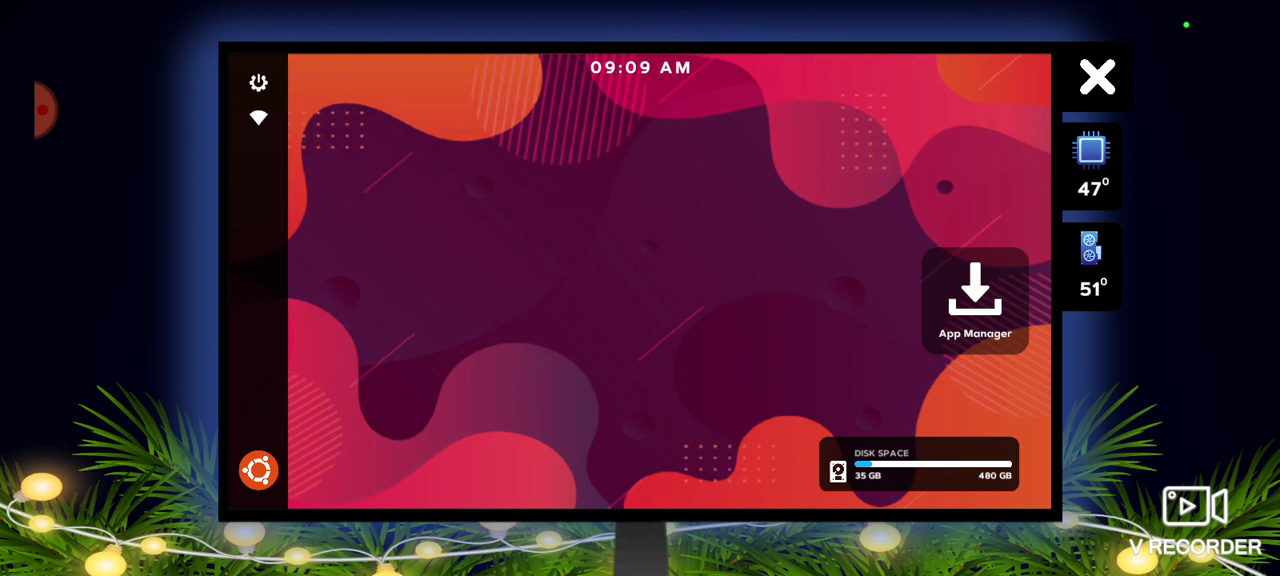 09:09 AM
47°
51°
App Manager
DISK SPACE
35 GB 480 GB
V RECORDER